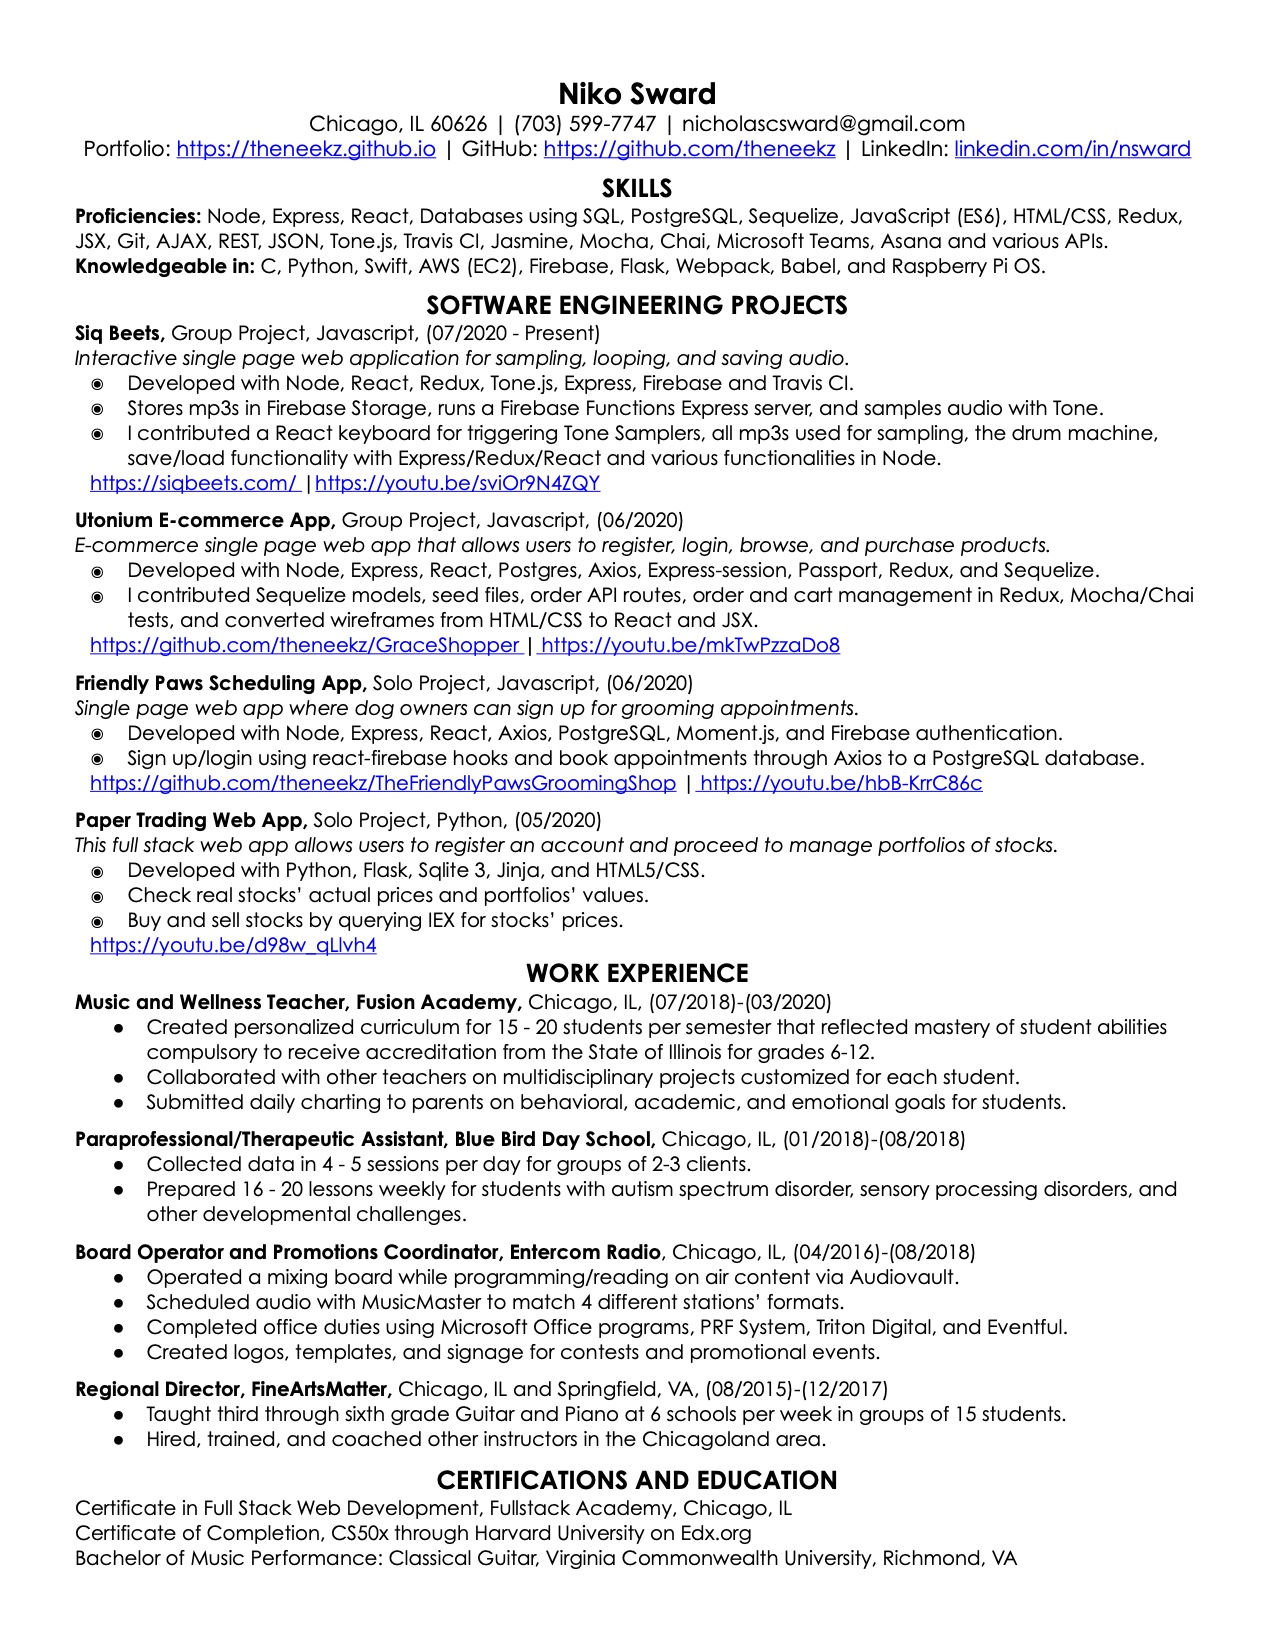 Niko Sward
Chicago, IL 60626 | (703) 599-7747 | nicholascsward@gmail.com
Portfolio: https://theneekz.github.io | GitHub: https://github.com/theneekz | LinkedIn: linkedin.com/in/nsward
SKILLS
Proficiencies: Node, Express, React, Databases using SQL, PostgreSQL, Sequelize, JavaScript (ES6), HTML/CSS, Redux,
JSX, Git, AJAX, REST, JSON, Tone.js, Travis CI, Jasmine, Mocha, Chai, Microsoft Teams, Asana and various APIs.
Knowledgeable in: C, Python, Swift, AWS (EC2), Firebase, Flask, Webpack, Babel, and Raspberry Pi OS.
SOFTWARE ENGINEERING PROJECTS
Siq Beets, Group Project, Javascript, (07/2020 - Present)
Interactive single page web application for sampling, looping, and saving audio.
◉ Developed with Node, React, Redux, Tone.js, Express, Firebase and Travis CI.
◉ Stores mp3s in Firebase Storage, runs a Firebase Functions Express server, and samples audio with Tone.
◉ I contributed a React keyboard for triggering Tone Samplers, all mp3s used for sampling, the drum machine,
save/load functionality with Express/Redux/React and various functionalities in Node.
https://siqbeets.com/ |https://youtu.be/sviOr9N4ZQY
Utonium E-commerce App, Group Project, Javascript, (06/2020)
E-commerce single page web app that allows users to register, login, browse, and purchase products.
◉ Developed with Node, Express, React, Postgres, Axios, Express-session, Passport, Redux, and Sequelize.
◉ I contributed Sequelize models, seed files, order API routes, order and cart management in Redux, Mocha/Chai
tests, and converted wireframes from HTML/CSS to React and JSX.
https://github.com/theneekz/GraceShopper | https://youtu.be/mkTwPzzaDo8
Friendly Paws Scheduling App, Solo Project, Javascript, (06/2020)
Single page web app where dog owners can sign up for grooming appointments.
◉ Developed with Node, Express, React, Axios, PostgreSQL, Moment.js, and Firebase authentication.
◉ Sign up/login using react-firebase hooks and book appointments through Axios to a PostgreSQL database.
https://github.com/theneekz/TheFriendlyPawsGroomingShop | https://youtu.be/hbB-KrrC86c
Paper Trading Web App, Solo Project, Python, (05/2020)
This full stack web app allows users to register an account and proceed to manage portfolios of stocks.
◉ Developed with Python, Flask, Sqlite 3, Jinja, and HTML5/CSS.
◉ Check real stocks’ actual prices and portfolios’ values.
◉ Buy and sell stocks by querying IEX for stocks’ prices.
https://youtu.be/d98w_qLlvh4
WORK EXPERIENCE
Music and Wellness Teacher, Fusion Academy, Chicago, IL, (07/2018)-(03/2020)
● Created personalized curriculum for 15 - 20 students per semester that reflected mastery of student abilities
compulsory to receive accreditation from the State of Illinois for grades 6-12.
● Collaborated with other teachers on multidisciplinary projects customized for each student.
● Submitted daily charting to parents on behavioral, academic, and emotional goals for students.
Paraprofessional/Therapeutic Assistant, Blue Bird Day School, Chicago, IL, (01/2018)-(08/2018)
● Collected data in 4 - 5 sessions per day for groups of 2-3 clients.
● Prepared 16 - 20 lessons weekly for students with autism spectrum disorder, sensory processing disorders, and
other developmental challenges.
Board Operator and Promotions Coordinator, Entercom Radio, Chicago, IL, (04/2016)-(08/2018)
● Operated a mixing board while programming/reading on air content via Audiovault.
● Scheduled audio with MusicMaster to match 4 different stations’ formats.
● Completed office duties using Microsoft Office programs, PRF System, Triton Digital, and Eventful.
● Created logos, templates, and signage for contests and promotional events.
Regional Director, FineArtsMatter, Chicago, IL and Springfield, VA, (08/2015)-(12/2017)
● Taught third through sixth grade Guitar and Piano at 6 schools per week in groups of 15 students.
● Hired, trained, and coached other instructors in the Chicagoland area.
CERTIFICATIONS AND EDUCATION
Certificate in Full Stack Web Development, Fullstack Academy, Chicago, IL
Certificate of Completion, CS50x through Harvard University on Edx.org
Bachelor of Music Performance: Classical Guitar, Virginia Commonwealth University, Richmond, VA